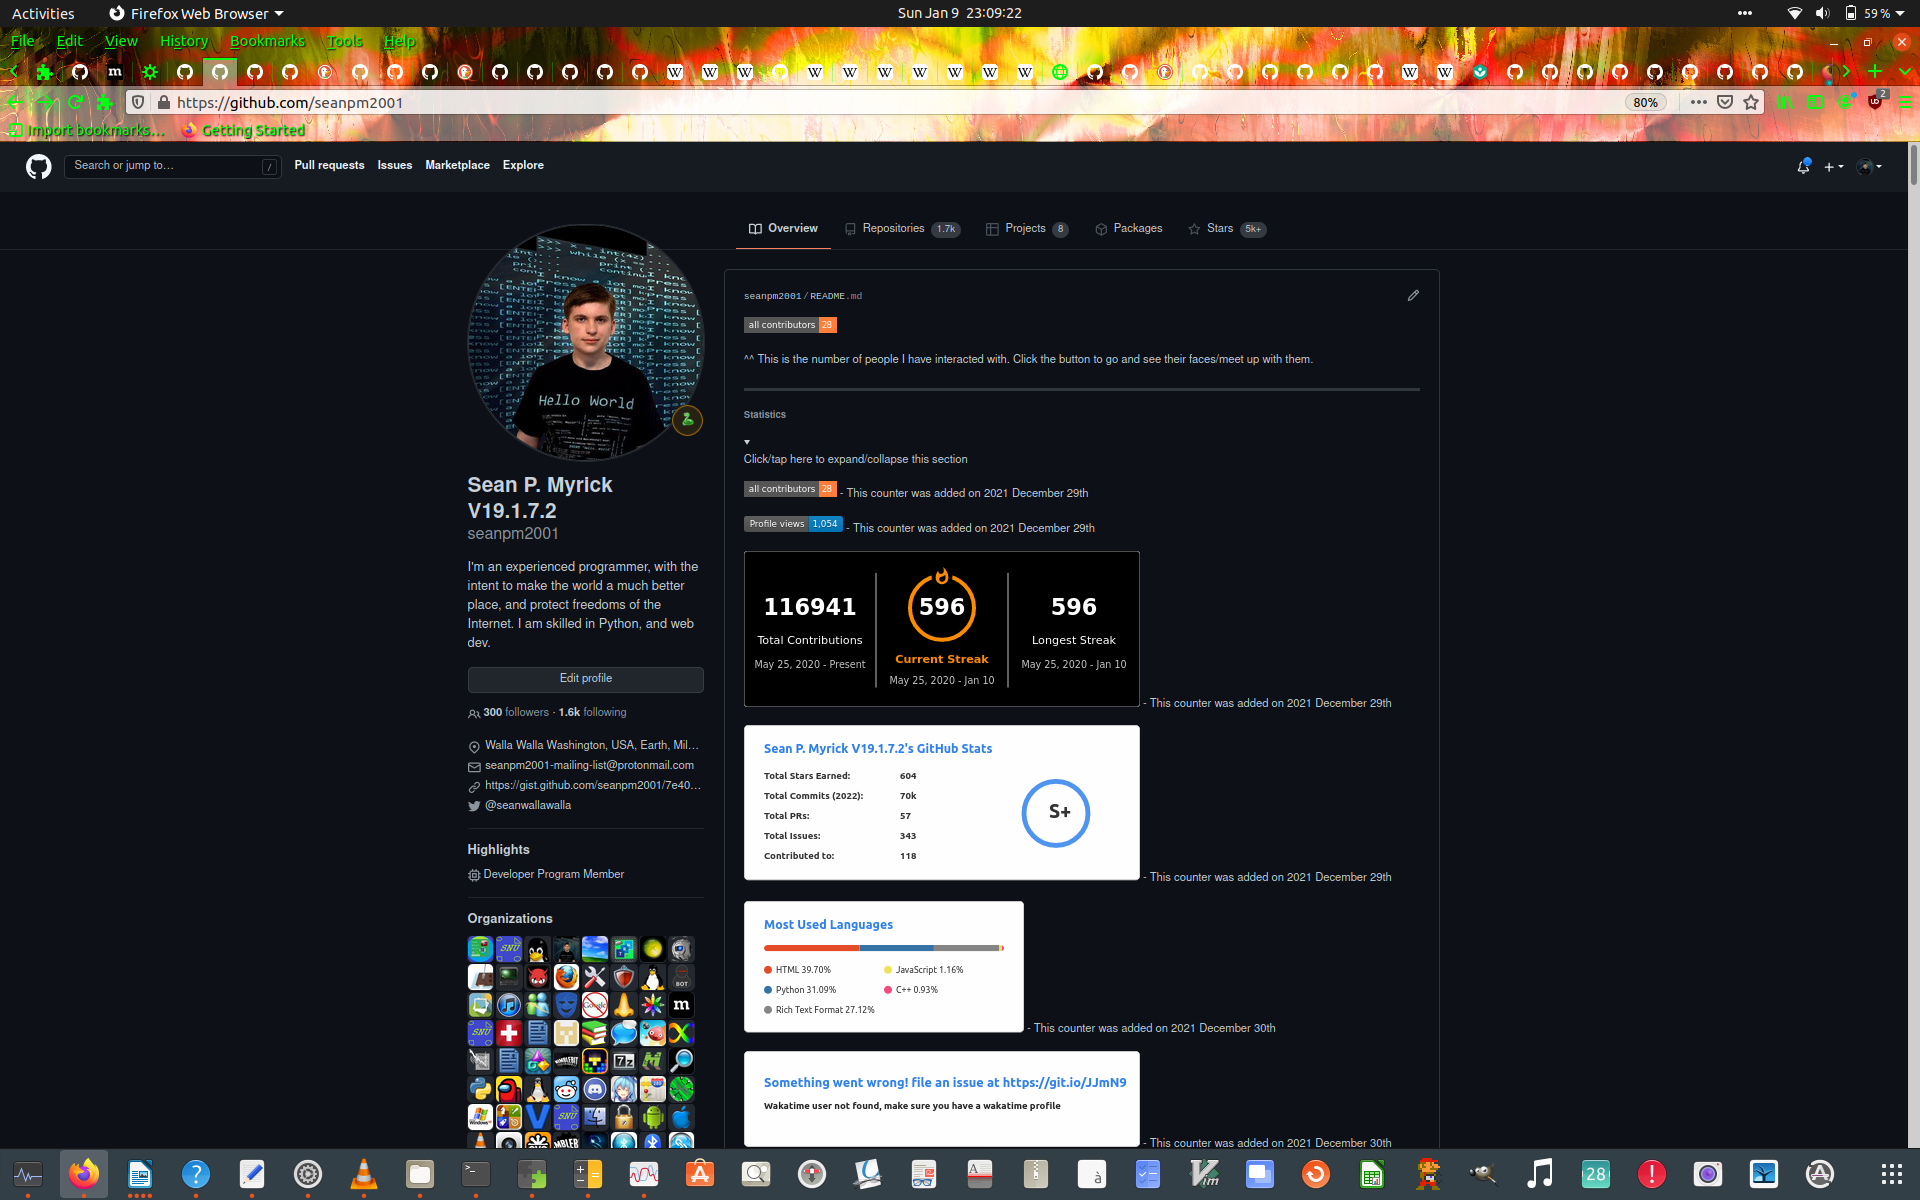 Activities
Firefox Web Browser
Sun Jan 9 23:09:22
59 %
File Edit View History Bookmarks Tools Help
https://github.com/seanpm2001
80%
2
Import bookmarks...
Getting Started
Search or jump to...
/
Pull requests Issues Marketplace Explore
Overview
Repositories 1.7k
Projects 8
Packages
Stars 5k+
Hello World
Sean P. Myrick
V19.1.7.2
seanpm2001
I'm an experienced programmer, with the
intent to make the world a much better
place, and protect freedoms of the
Internet. I am skilled in Python, and web
dev.
Edit profile
300 followers · 1.6k following
Walla Walla Washington, USA, Earth, Mil...
seanpm2001-mailing-list@protonmail.com
https://gist.github.com/seanpm2001/7e40...
@seanwallawalla
Highlights
Developer Program Member
Organizations
seanpm2001/README.md
all contributors 28
^^ This is the number of people I have interacted with. Click the button to go and see their faces/meet up with them.
Statistics
Click/tap here to expand/collapse this section
all contributors 28 - This counter was added on 2021 December 29th
Profile views 1,054 - This counter was added on 2021 December 29th
116941
Total Contributions
May 25, 2020 - Present
596
Current Streak
May 25, 2020 - Jan 10
596
Longest Streak
May 25, 2020 - Jan 10
- This counter was added on 2021 December 29th
Sean P. Myrick V19.1.7.2's GitHub Stats
Total Stars Earned: 604
Total Commits (2022): 70k
Total PRs: 57
Total Issues: 343
Contributed to: 118
S+
- This counter was added on 2021 December 29th
Most Used Languages
HTML 39.70%
JavaScript 1.16%
Python 31.09%
C++ 0.93%
Rich Text Format 27.12%
- This counter was added on 2021 December 30th
Something went wrong! file an issue at https://git.io/JJmN9
Wakatime user not found, make sure you have a wakatime profile
- This counter was added on 2021 December 30th
28